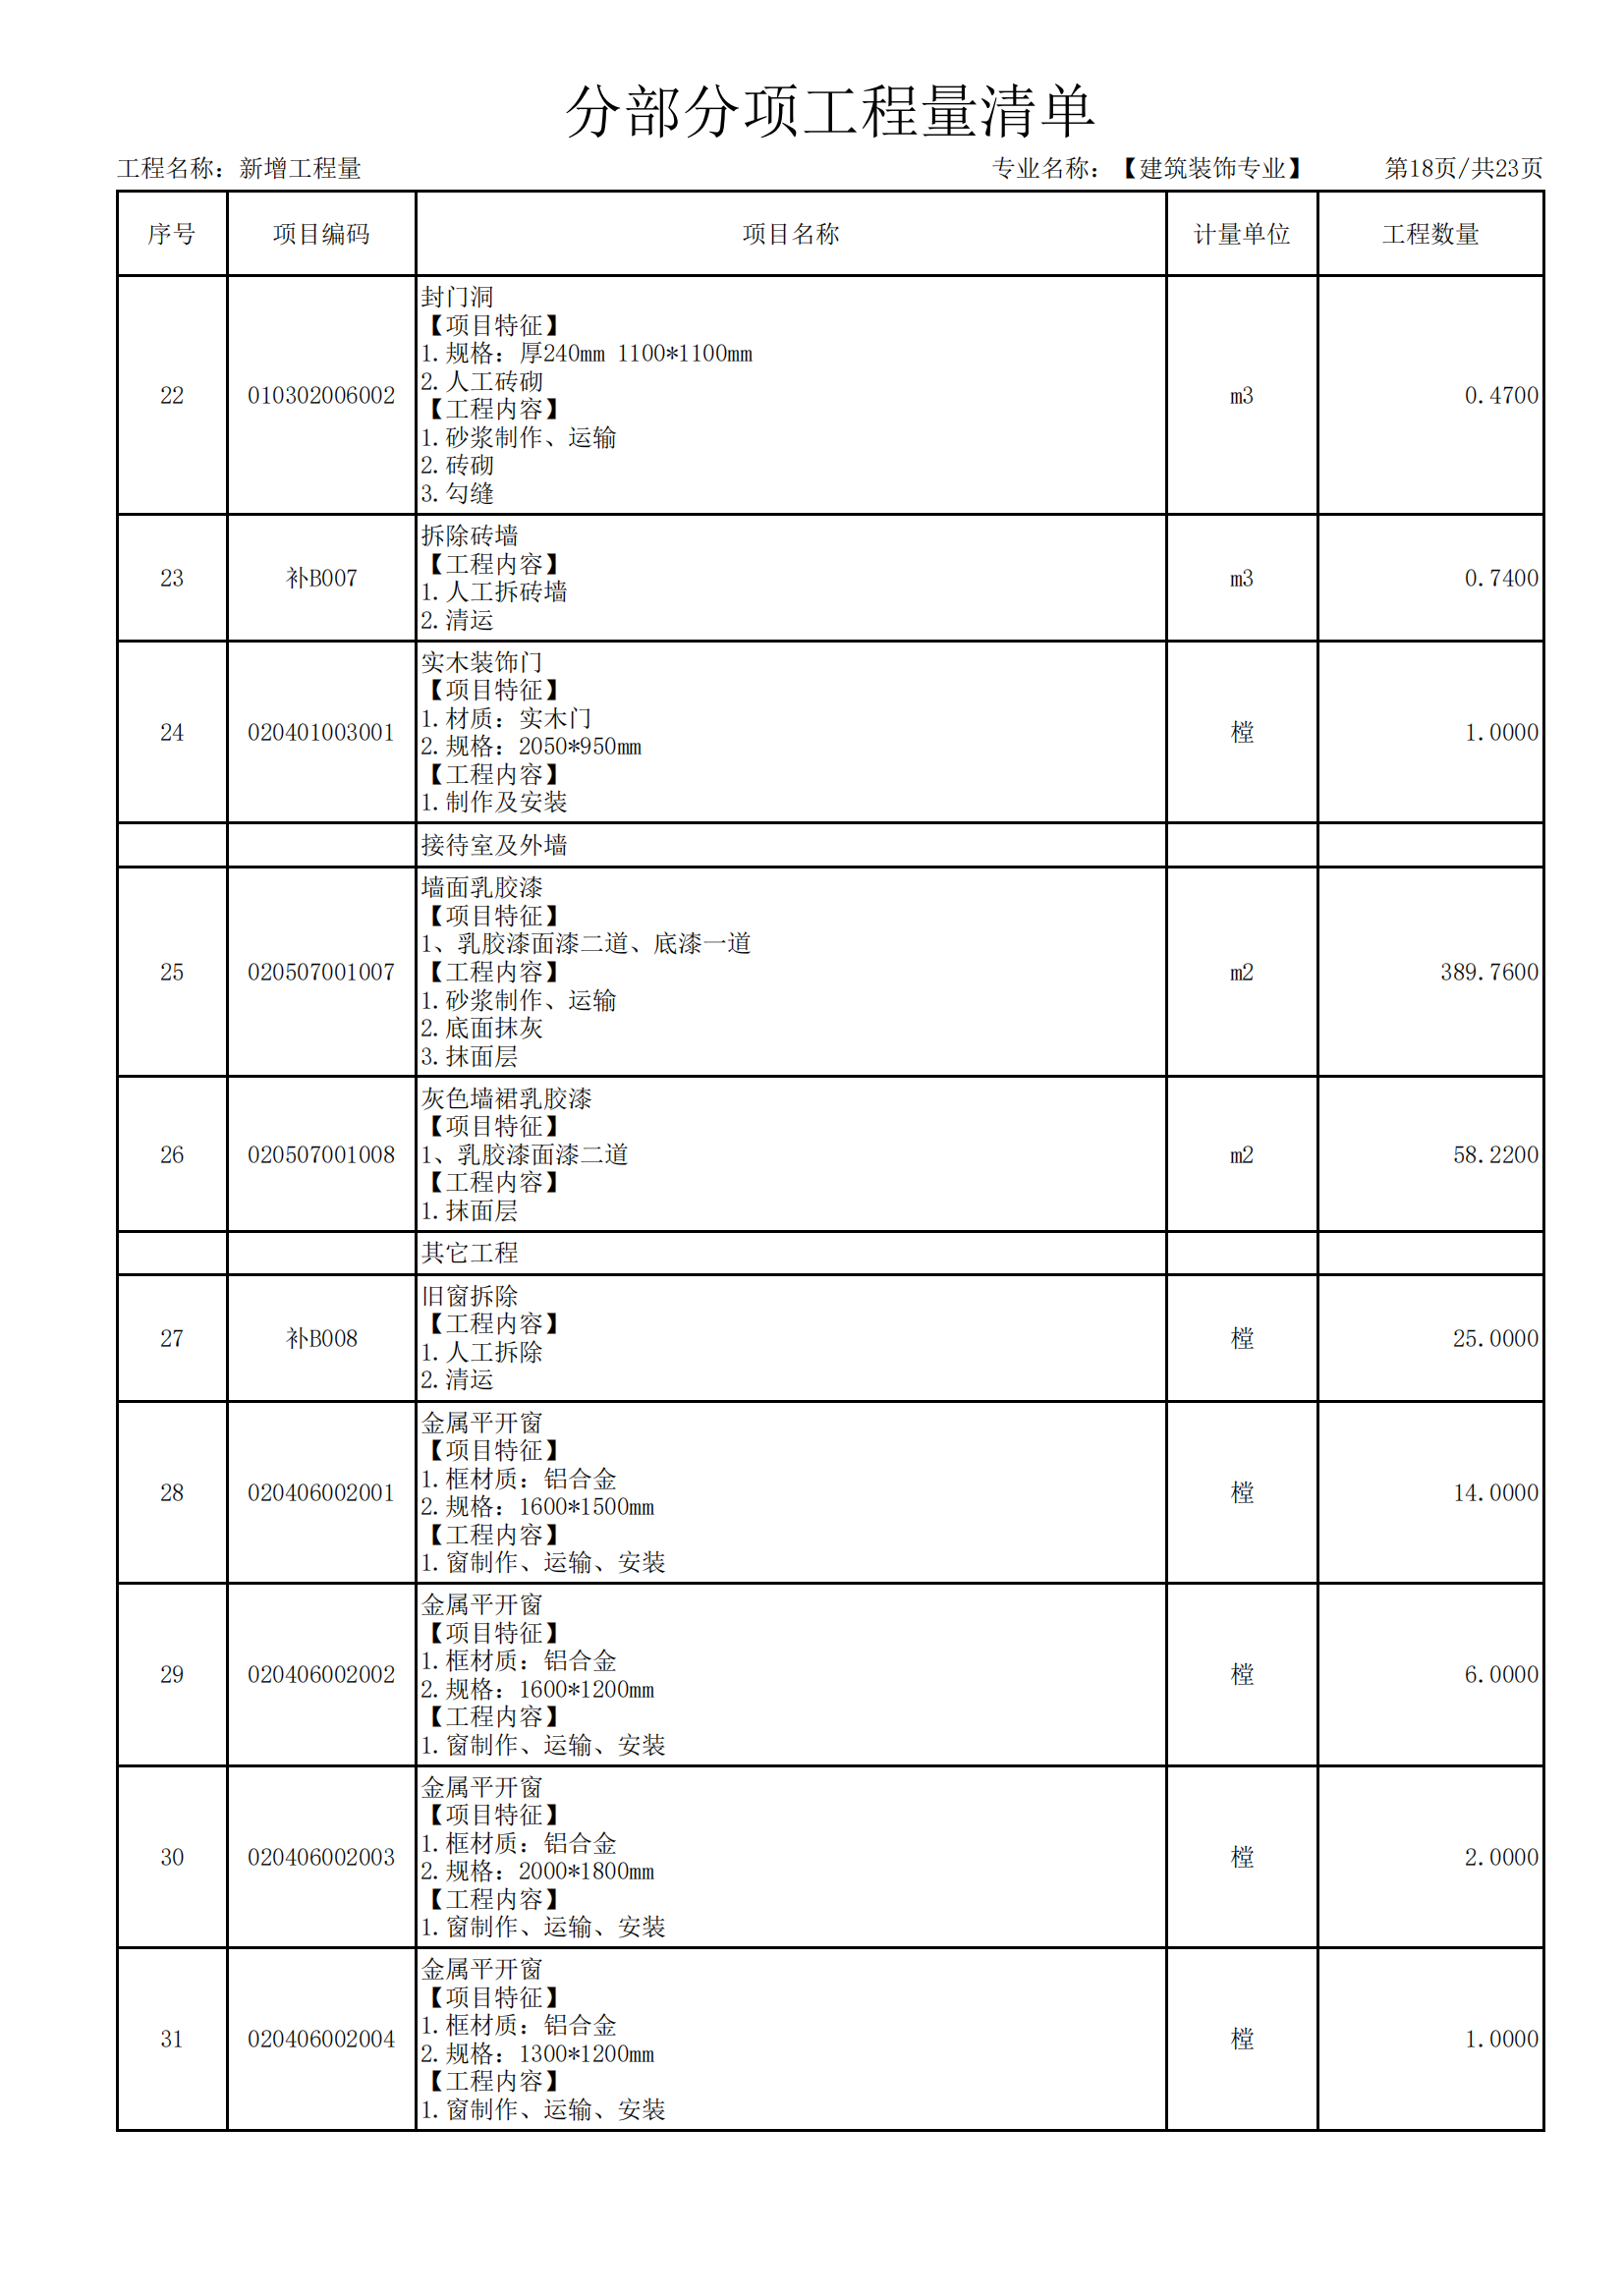 分部分项工程量清单
工程名称：新增工程量 专业名称：【建筑装饰专业】 第18页/共23页
序号 项目编码 项目名称 计量单位 工程数量
封门洞
【项目特征】
1.规格：厚240mm 1100*1100mm
2.人工砖砌
22 010302006002 【工程内容】 m3 0.4700
1.砂浆制作、运输
2.砖砌
3.勾缝
拆除砖墙
【工程内容】
23 补B007 1.人工拆砖墙 m3 0.7400
2.清运
实木装饰门
【项目特征】
1.材质：实木门
24 020401003001 2.规格：2050*950mm 樘 1.0000
【工程内容】
1.制作及安装
接待室及外墙
墙面乳胶漆
【项目特征】
1、乳胶漆面漆二道、底漆一道
25 020507001007 【工程内容】 m2 389.7600
1.砂浆制作、运输
2.底面抹灰
3.抹面层
灰色墙裙乳胶漆
【项目特征】
26 020507001008 1、乳胶漆面漆二道 m2 58.2200
【工程内容】
1.抹面层
其它工程
旧窗拆除
【工程内容】
27 补B008 1.人工拆除 樘 25.0000
2.清运
金属平开窗
【项目特征】
1.框材质：铝合金
28 020406002001 2.规格：1600*1500mm 樘 14.0000
【工程内容】
1.窗制作、运输、安装
金属平开窗
【项目特征】
1.框材质：铝合金
29 020406002002 2.规格：1600*1200mm 樘 6.0000
【工程内容】
1.窗制作、运输、安装
金属平开窗
【项目特征】
1.框材质：铝合金
30 020406002003 2.规格：2000*1800mm 樘 2.0000
【工程内容】
1.窗制作、运输、安装
金属平开窗
【项目特征】
1.框材质：铝合金
31 020406002004 2.规格：1300*1200mm 樘 1.0000
【工程内容】
1.窗制作、运输、安装